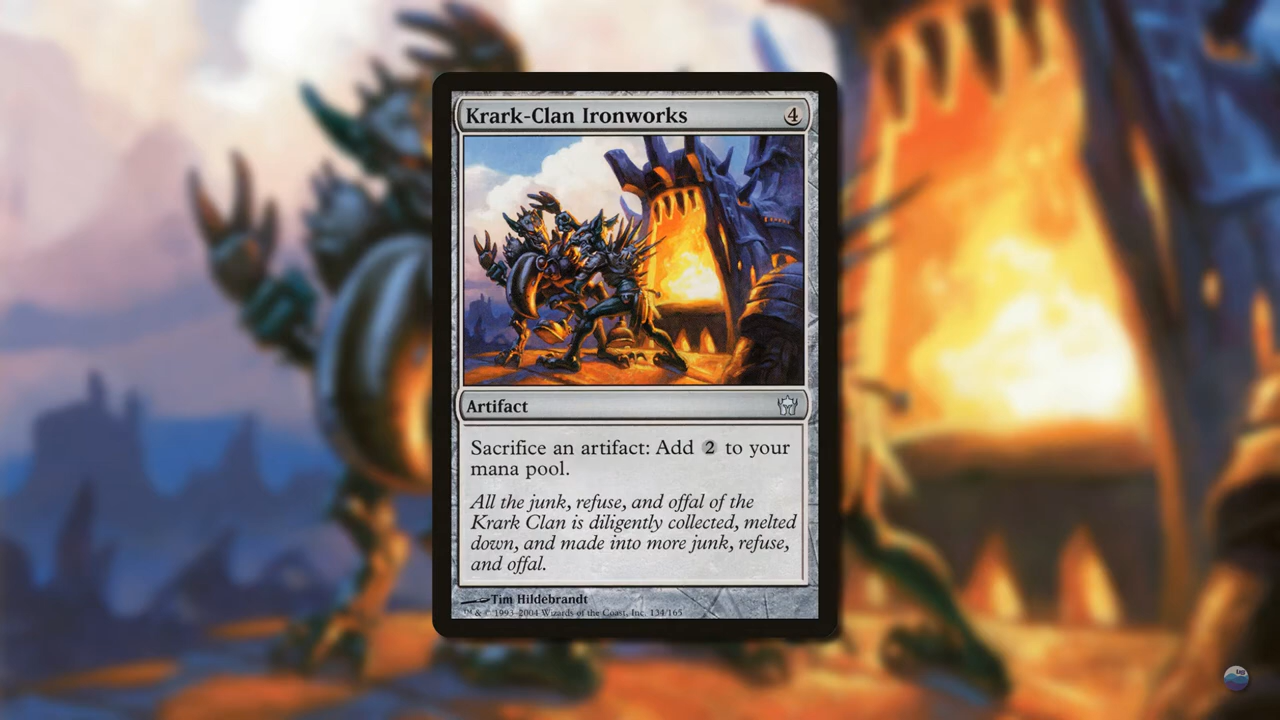 Krark-Clan Ironworks 4
Artifact
Sacrifice an artifact: Add 2 to your
mana pool.
All the junk, refuse, and offal of the
Krark Clan is diligently collected, melted
down, and made into more junk, refuse,
and offal.
Tim Hildebrandt
™ & © 1993–2004 Wizards of the Coast, Inc. 134/165